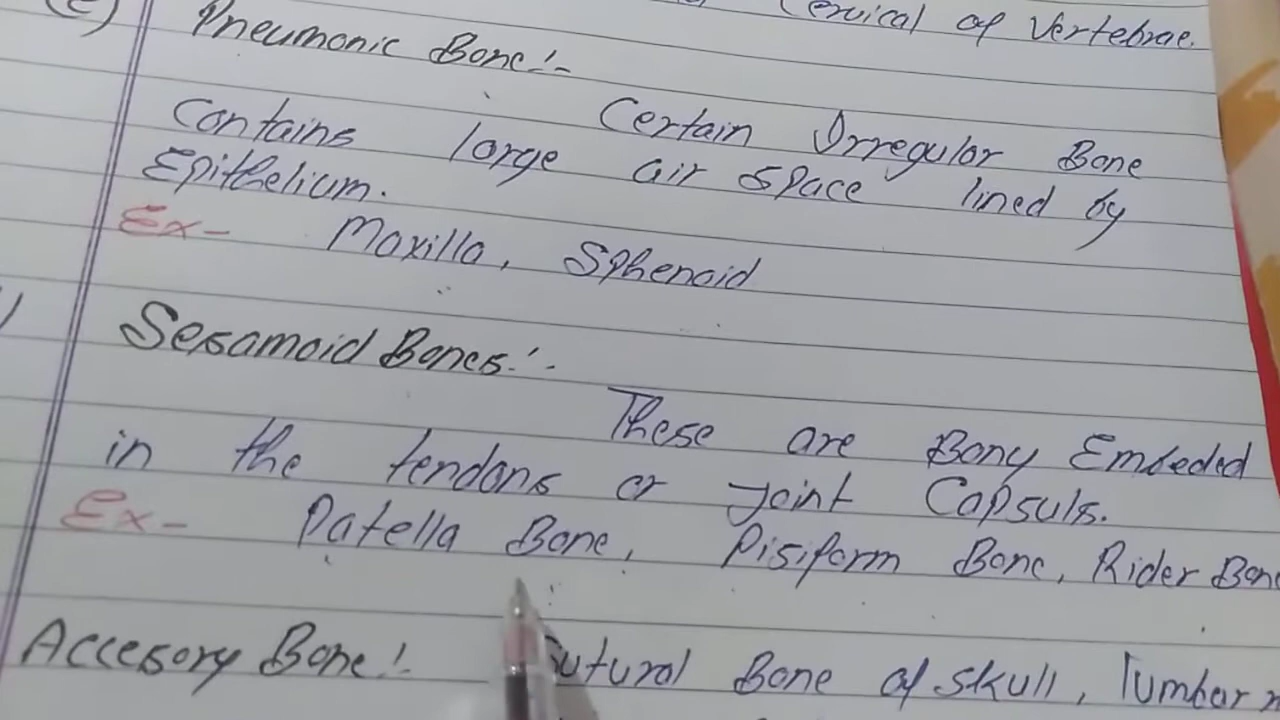 Cervical of Vertebrae.
(C) Pneumonic Bone:-
Certain Irregular Bone
Contains large air space lined by
Epithelium.
Ex- Maxilla, Sphenoid
Sesamoid Bones:-
These are Bony Embeded
in the tendons or joint Capsuls.
Ex- Patella Bone, Pisiform Bone, Rider Bone
Accesory Bone:- Sutural Bone of skull, lumbar